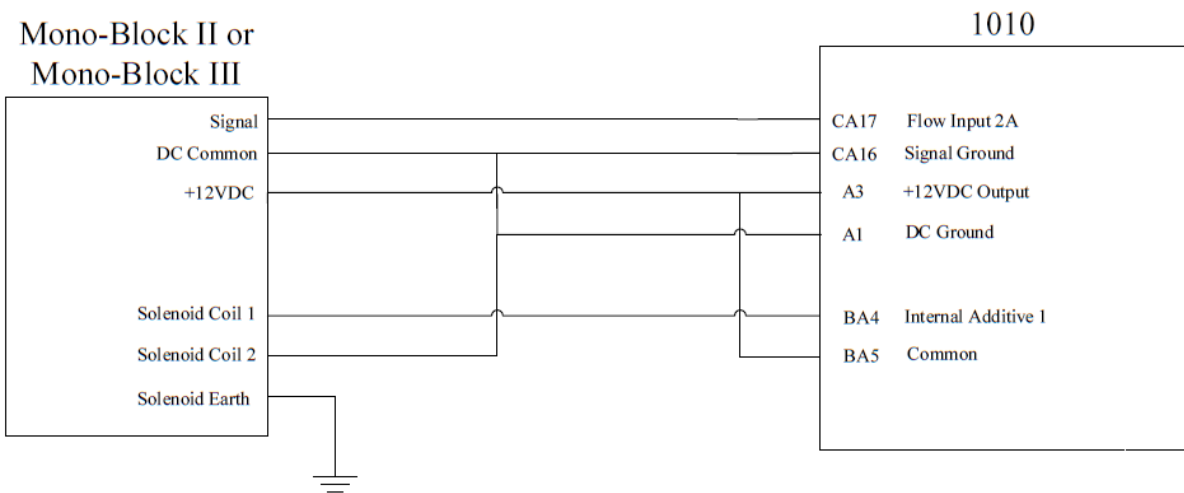 1010
Mono-Block II or
Mono-Block III
Signal
DC Common
+12VDC
Solenoid Coil 1
Solenoid Coil 2
Solenoid Earth
CA17 Flow Input 2A
CA16 Signal Ground
A3 +12VDC Output
A1 DC Ground
BA4 Internal Additive 1
BA5 Common